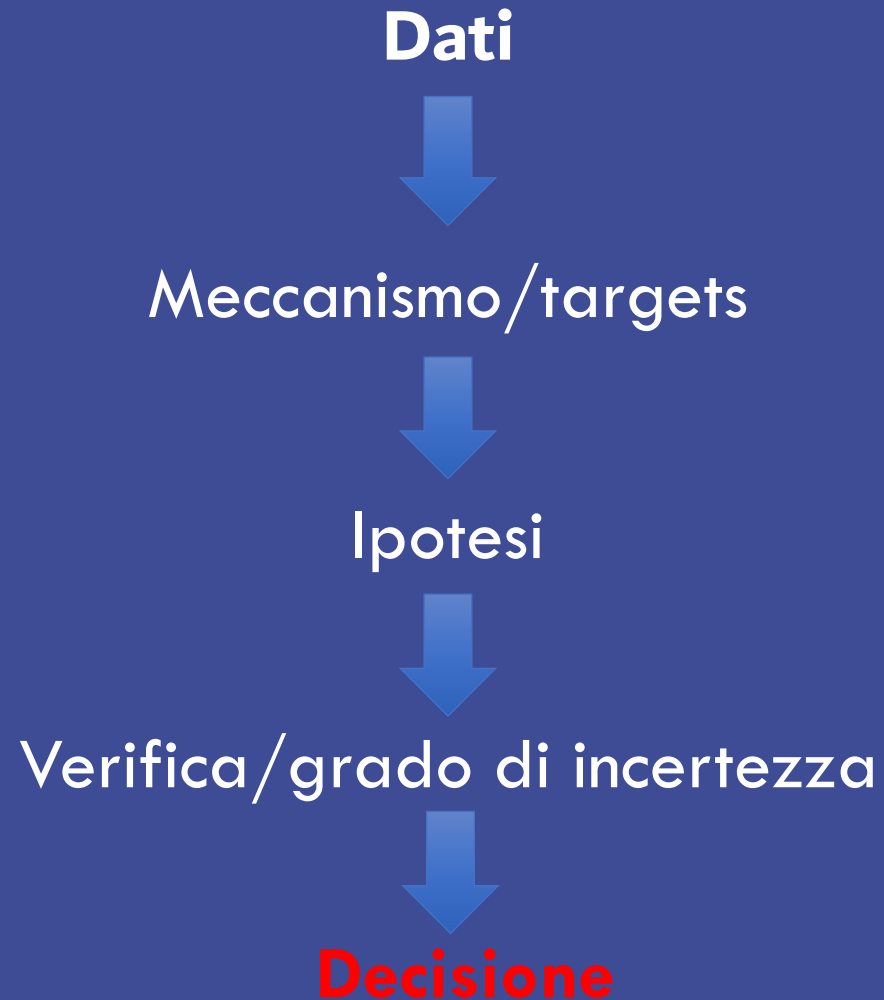 Dati
Meccanismo/targets
Ipotesi
Verifica/grado di incertezza
Decisione